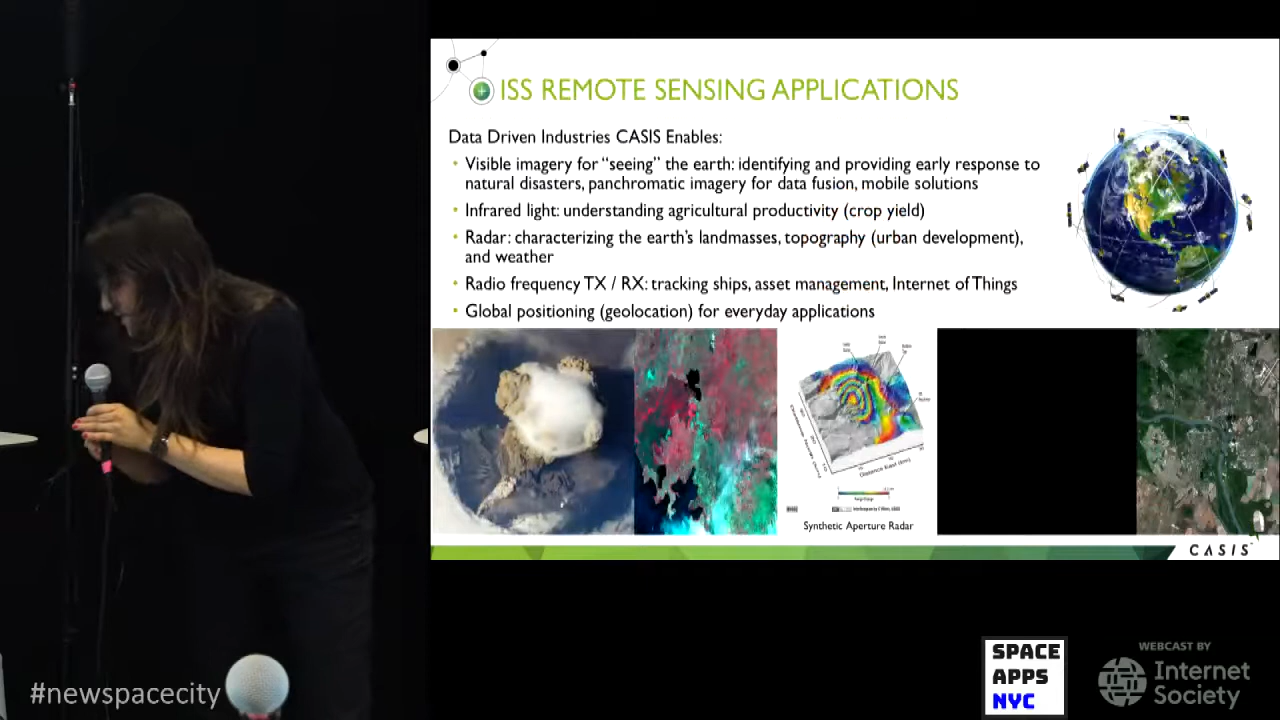 ISS REMOTE SENSING APPLICATIONS
Data Driven Industries CASIS Enables:
• Visible imagery for “seeing” the earth: identifying and providing early response to
natural disasters, panchromatic imagery for data fusion, mobile solutions
• Infrared light: understanding agricultural productivity (crop yield)
• Radar: characterizing the earth’s landmasses, topography (urban development),
and weather
• Radio frequency TX / RX: tracking ships, asset management, Internet of Things
• Global positioning (geolocation) for everyday applications
Distance East (km)
Synthetic Aperture Radar
CASIS
SPACE
APPS
NYC
WEBCAST BY
Internet
Society
#newspacecity